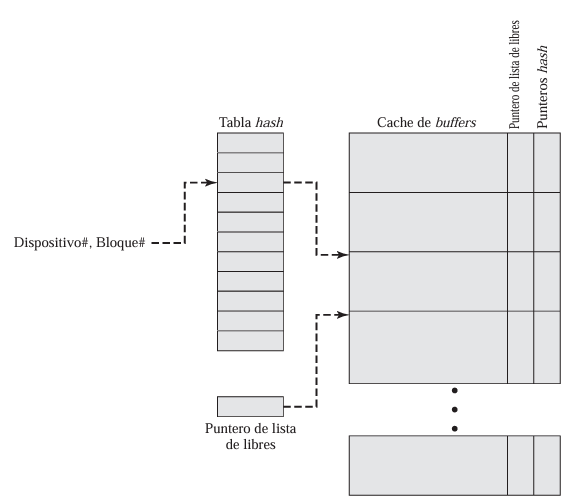 Puntero de lista de libres
Punteros hash
Tabla hash
Cache de buffers
Dispositivo#, Bloque#
Puntero de lista
de libres